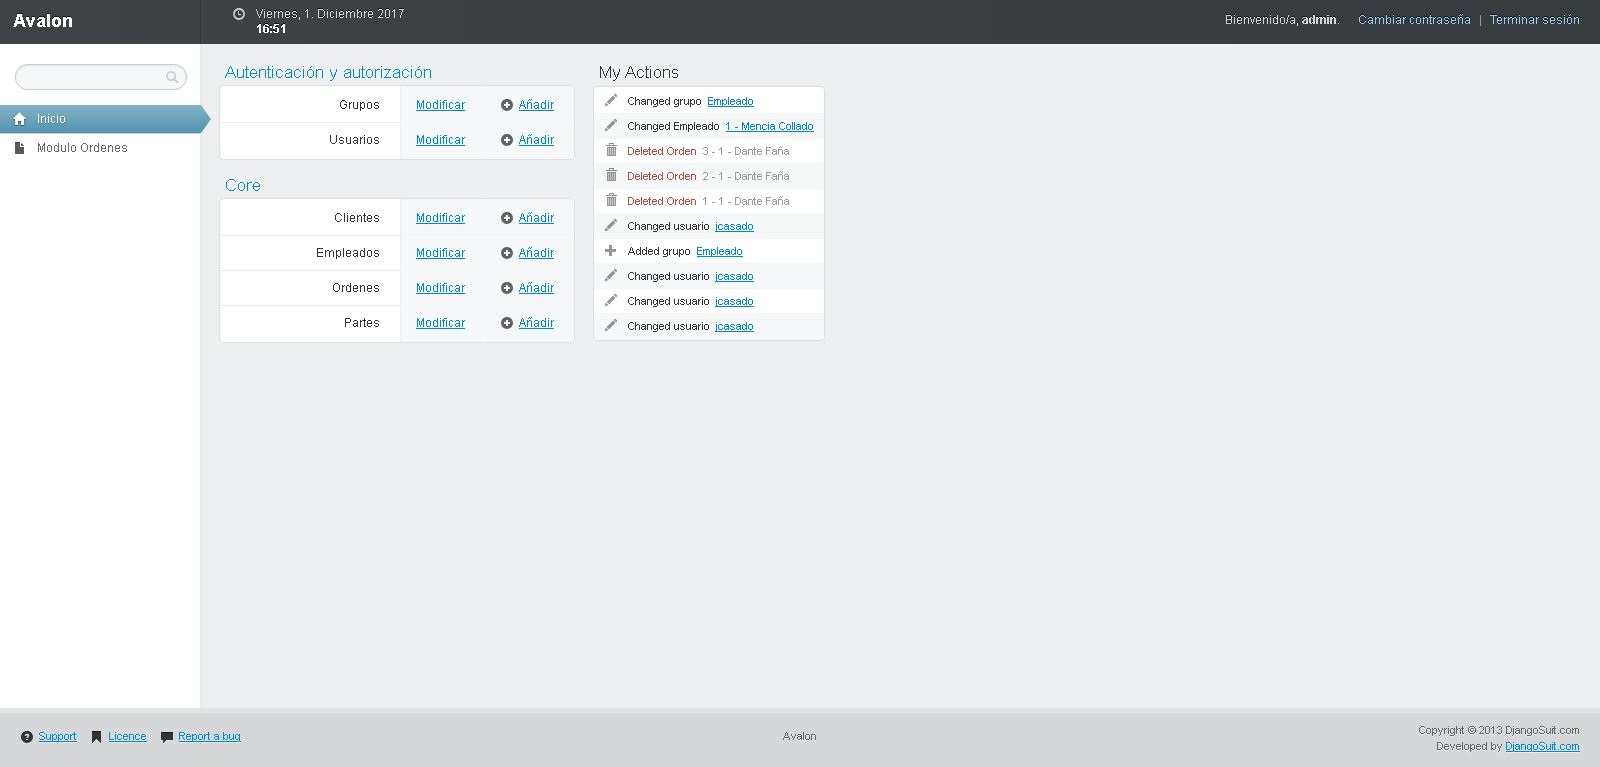 Avalon
Viernes, 1. Diciembre 2017
16:51
Bienvenido/a, admin. Cambiar contraseña | Terminar sesión
Inicio
Modulo Ordenes
Autenticación y autorización
Grupos Modificar Añadir
Usuarios Modificar Añadir
Core
Clientes Modificar Añadir
Empleados Modificar Añadir
Ordenes Modificar Añadir
Partes Modificar Añadir
My Actions
Changed grupo Empleado
Changed Empleado 1 - Mencia Collado
Deleted Orden 3 - 1 - Dante Faña
Deleted Orden 2 - 1 - Dante Faña
Deleted Orden 1 - 1 - Dante Faña
Changed usuario jcasado
Added grupo Empleado
Changed usuario jcasado
Changed usuario jcasado
Changed usuario jcasado
Support Licence Report a bug
Avalon
Copyright © 2013 DjangoSuit.com
Developed by DjangoSuit.com